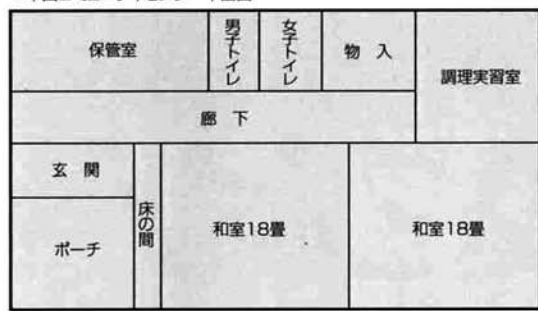 保管室
男子トイレ
女子トイレ
物 入
調理実習室
廊 下
玄 関
床の間
和室18畳
和室18畳
ポーチ